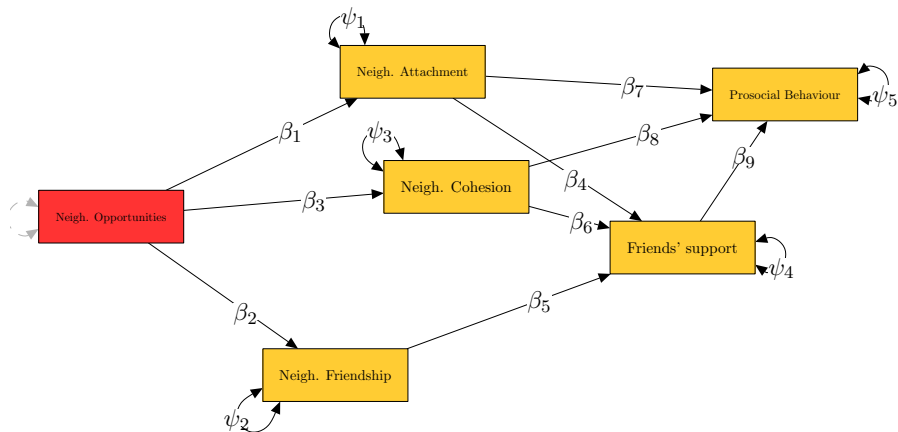 ψ1
Neigh. Attachment
β7
Prosocial Behaviour
ψ5
β1
ψ3
β8
β9
Neigh. Cohesion
β4
β3
Neigh. Opportunities
β6
Friends' support
ψ4
β2
β5
Neigh. Friendship
ψ2